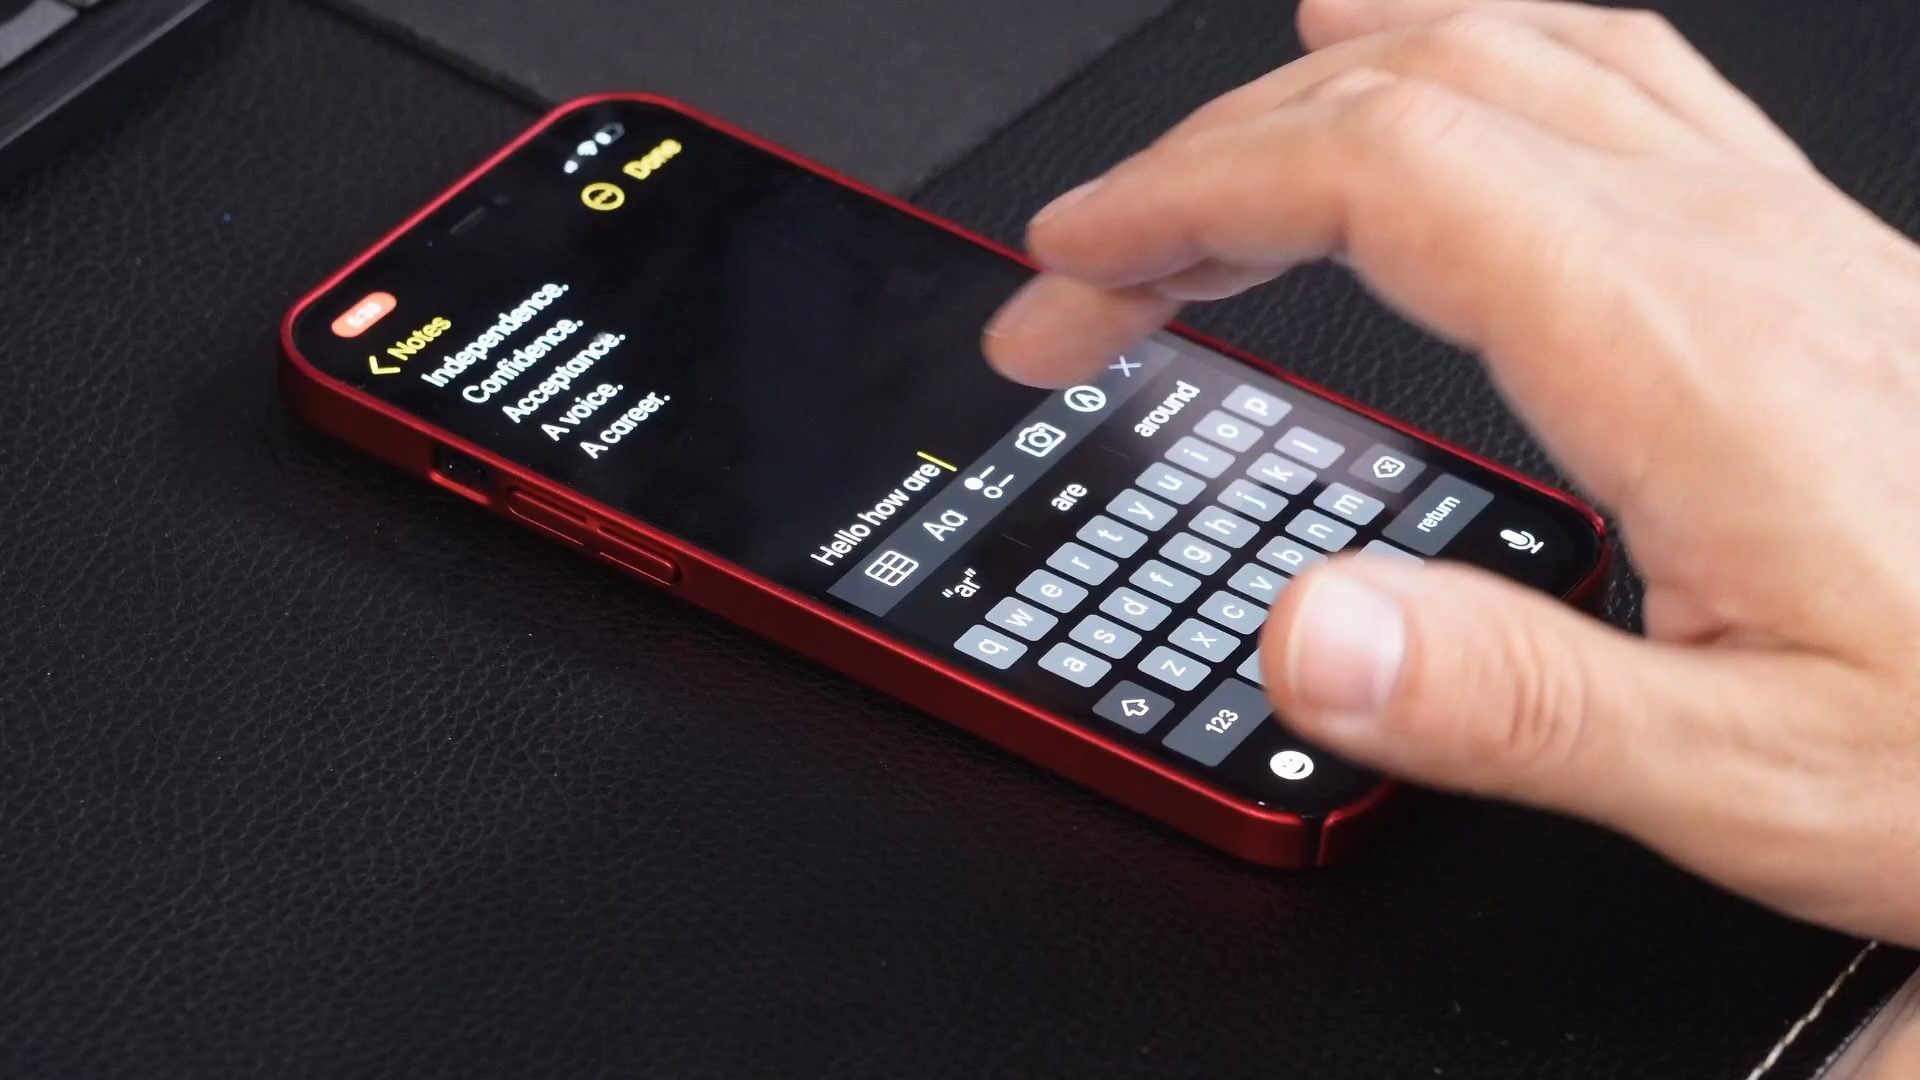 Done
Notes
Independence.
Confidence.
Acceptance.
A voice.
A career.
Hello how are
Aa
"ar" are around
q w e r t y u i o p
a s d f g h j k l
z x c v b n m
123 return